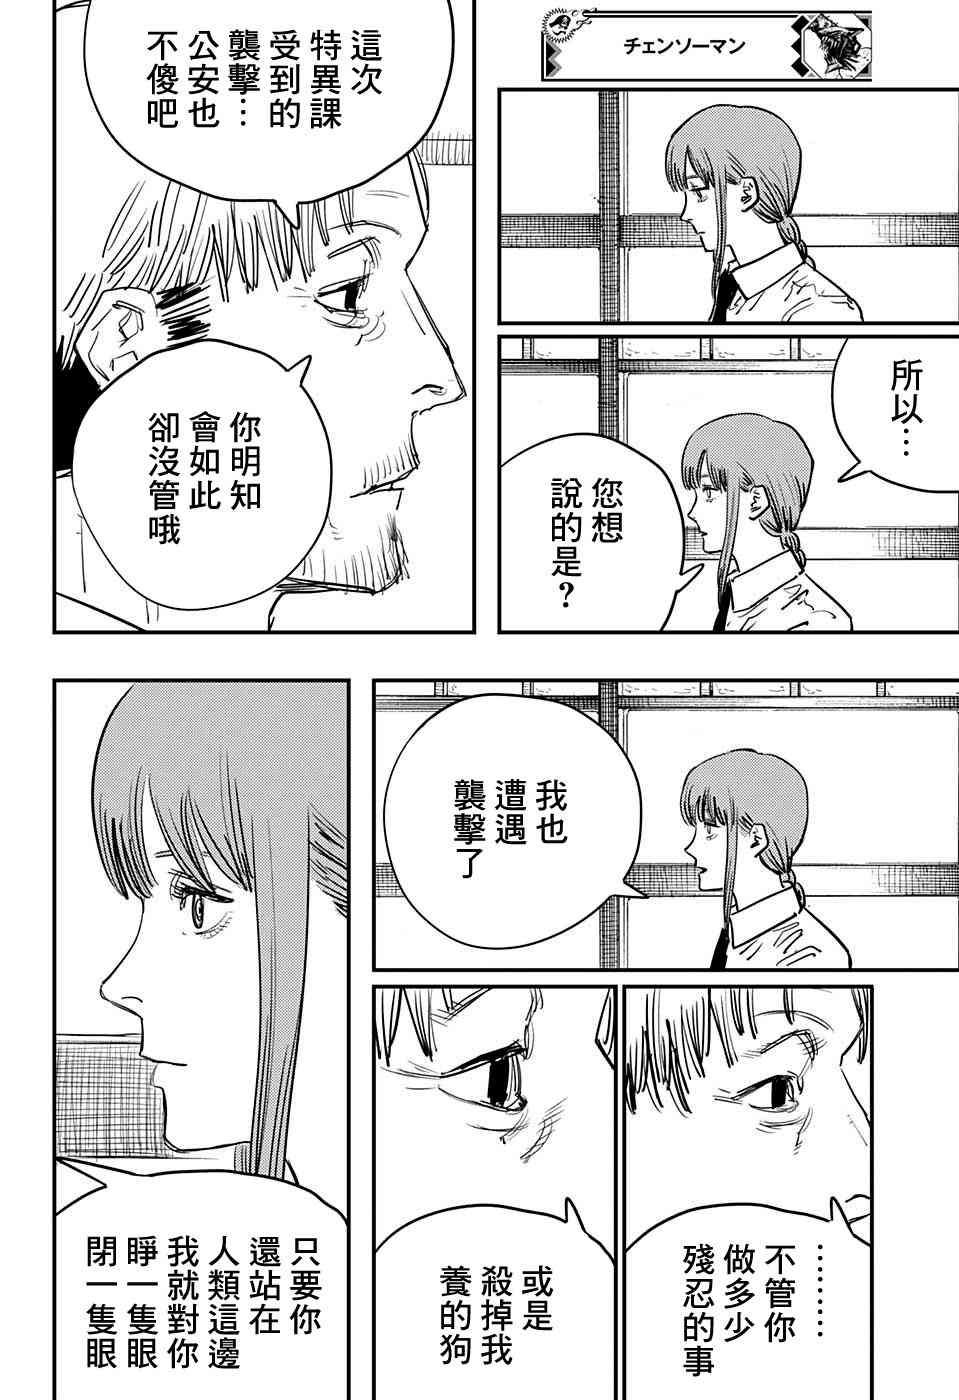 チェンソーマン
這次
特異課
受到的
襲擊…
公安也
不傻吧
你明知
會如此
卻沒管
哦
所以…
您想
說的是?
我也
遭遇
襲擊了
………
不管你
做多少
殘忍的事
或是
殺掉我
養的狗
只要你
還站在
人類這邊
我就對你
睜一隻眼
閉一隻眼